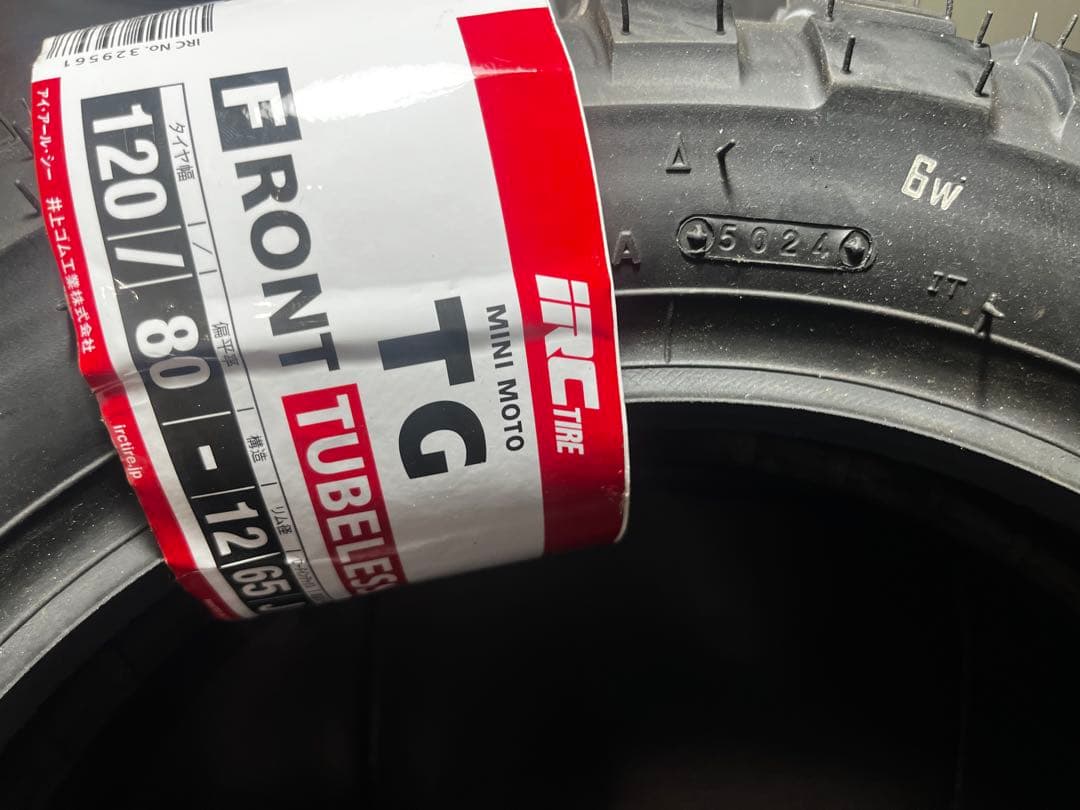 IRC No. 329561
FRONT TUBELESS
タイヤ幅 / 偏平率 構造 リム径
120 / 80 - 12 65J
アイ・アール・シー 井上ゴム工業株式会社
irctire.jp
TG
MINI MOTO
iRC TIRE
6W
5024
A
IT